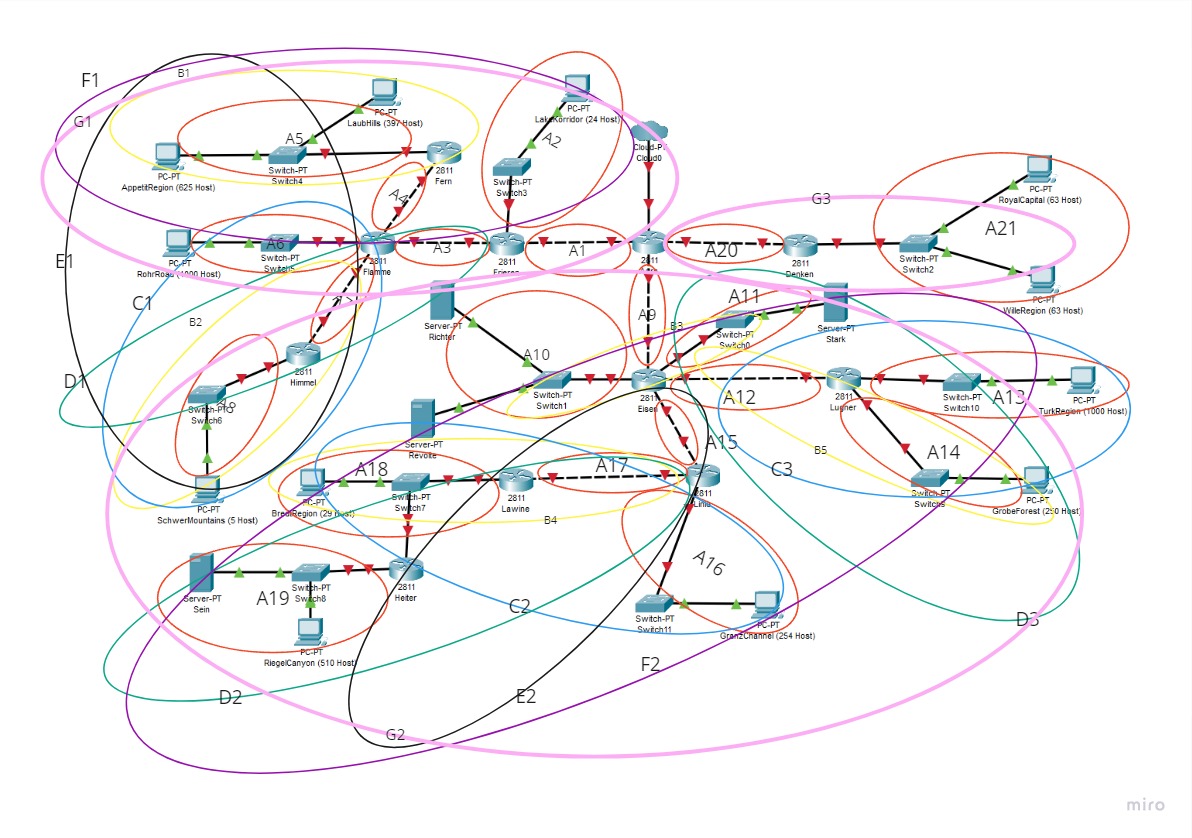 F1
B1
G1
PC-PT
LaubHills (397 Host)
A5
PC-PT
AppetitRegion (625 Host)
Switch-PT
Switch4
2811
Fern
A4
PC-PT
LakeKorridor (24 Host)
A2
Switch-PT
Switch3
Cloud-PT
Cloud0
G3
PC-PT
RoyalCapital (63 Host)
A21
E1
A6
Switch-PT
Switch5
PC-PT
RohrRoad (1000 Host)
2811
Flamme
A3
2811
Frieren
A1
2811
A20
2811
Denken
Switch-PT
Switch2
PC-PT
WilleRegion (63 Host)
C1
B2
D1
2811
Himmel
Server-PT
Richter
A9
B3
A11
Switch-PT
Switch0
Server-PT
Stark
A10
Switch-PT
Switch1
2811
Eisen
A12
2811
Lugner
Switch-PT
Switch10
A13
PC-PT
TurkRegion (1000 Host)
Switch-PT
Switch6
Server-PT
Revolte
A15
B5
C3
A14
Switch-PT
Switch9
PC-PT
GrobeForest (250 Host)
PC-PT
SchwerMountains (5 Host)
A18
PC-PT
BredtRegion (29 Host)
Switch-PT
Switch7
2811
Lawine
A17
2811
Linie
B4
A16
Server-PT
Sein
A19
Switch-PT
Switch8
2811
Heiter
PC-PT
RiegelCanyon (510 Host)
C2
Switch-PT
Switch11
PC-PT
GranzChannel (254 Host)
D3
F2
D2
E2
G2
miro